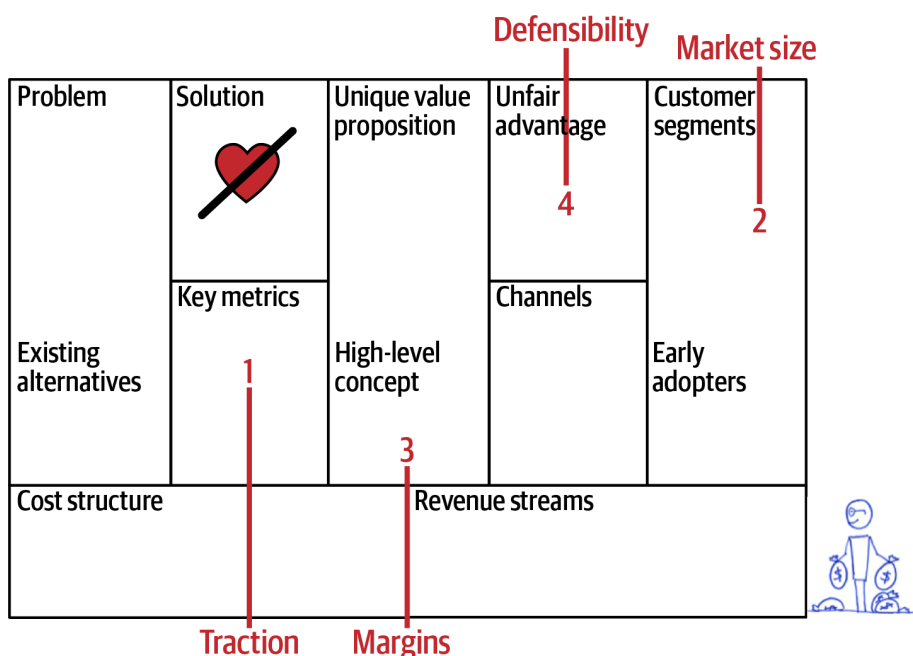 Defensibility
Market size
Problem
Solution
Unique value
proposition
Unfair
advantage
Customer
segments
4
2
Key metrics
Channels
Existing
alternatives
1
High-level
concept
Early
adopters
3
Cost structure
Revenue streams
$
$
Traction
Margins